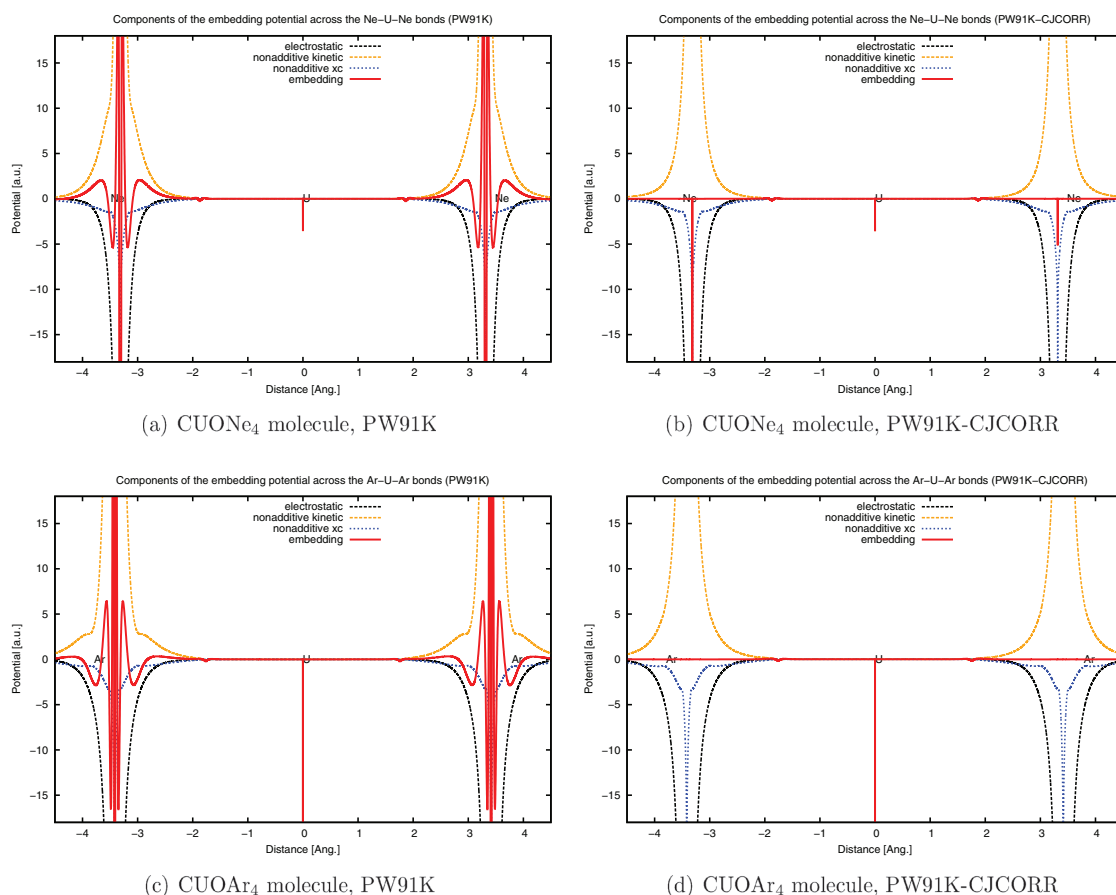 Components of the embedding potential across the Ne−U−Ne bonds (PW91K)
electrostatic
nonadditive kinetic
nonadditive xc
embedding
15
10
5
0
−5
−10
−15
Potential [a.u.]
Ne
U
Ne
−4 −3 −2 −1 0 1 2 3 4
Distance [Ang.]
(a) CUONe4 molecule, PW91K
Components of the embedding potential across the Ne−U−Ne bonds (PW91K−CJCORR)
electrostatic
nonadditive kinetic
nonadditive xc
embedding
15
10
5
0
−5
−10
−15
Potential [a.u.]
Ne
U
Ne
−4 −3 −2 −1 0 1 2 3 4
Distance [Ang.]
(b) CUONe4 molecule, PW91K-CJCORR
Components of the embedding potential across the Ar−U−Ar bonds (PW91K)
electrostatic
nonadditive kinetic
nonadditive xc
embedding
15
10
5
0
−5
−10
−15
Potential [a.u.]
Ar
U
Ar
−4 −3 −2 −1 0 1 2 3 4
Distance [Ang.]
(c) CUOAr4 molecule, PW91K
Components of the embedding potential across the Ar−U−Ar bonds (PW91K−CJCORR)
electrostatic
nonadditive kinetic
nonadditive xc
embedding
15
10
5
0
−5
−10
−15
Potential [a.u.]
Ar
U
Ar
−4 −3 −2 −1 0 1 2 3 4
Distance [Ang.]
(d) CUOAr4 molecule, PW91K-CJCORR